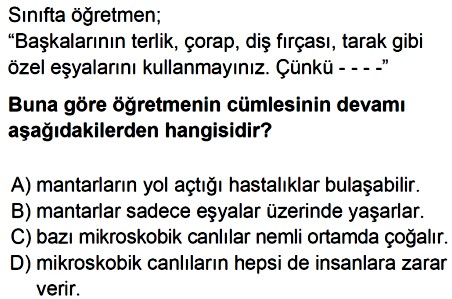 Sınıfta öğretmen;
“Başkalarının terlik, çorap, diş fırçası, tarak gibi
özel eşyalarını kullanmayınız. Çünkü - - - -”
Buna göre öğretmenin cümlesinin devamı
aşağıdakilerden hangisidir?
A) mantarların yol açtığı hastalıklar bulaşabilir.
B) mantarlar sadece eşyalar üzerinde yaşarlar.
C) bazı mikroskobik canlılar nemli ortamda çoğalır.
D) mikroskobik canlıların hepsi de insanlara zarar
verir.